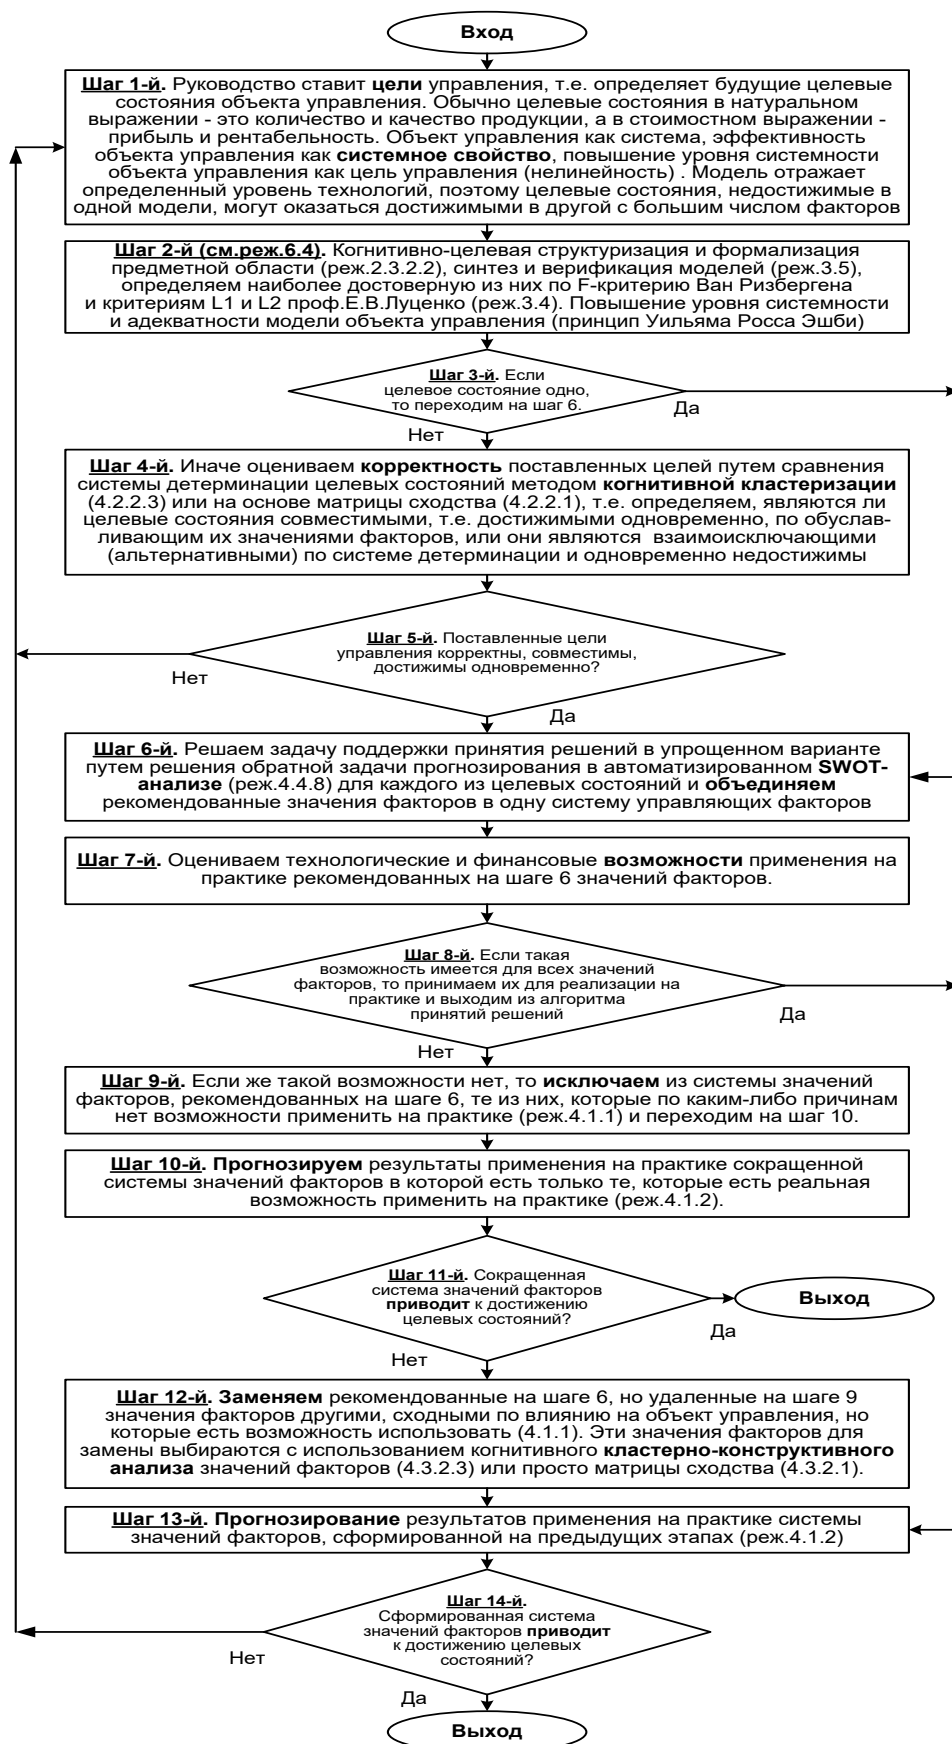 Вход
Шаг 1-й. Руководство ставит цели управления, т.е. определяет будущие целевые
состояния объекта управления. Обычно целевые состояния в натуральном
выражении - это количество и качество продукции, а в стоимостном выражении -
прибыль и рентабельность. Объект управления как система, эффективность
объекта управления как системное свойство, повышение уровня системности
объекта управления как цель управления (нелинейность) . Модель отражает
определенный уровень технологий, поэтому целевые состояния, недостижимые в
одной модели, могут оказаться достижимыми в другой с большим числом факторов
Шаг 2-й (см.реж.6.4). Когнитивно-целевая структуризация и формализация
предметной области (реж.2.3.2.2), синтез и верификация моделей (реж.3.5),
определяем наиболее достоверную из них по F-критерию Ван Ризбергена
и критериям L1 и L2 проф.Е.В.Луценко (реж.3.4). Повышение уровня системности
и адекватности модели объекта управления (принцип Уильяма Росса Эшби)
Шаг 3-й. Если
целевое состояние одно,
то переходим на шаг 6.
Да
Нет
Шаг 4-й. Иначе оцениваем корректность поставленных целей путем сравнения
системы детерминации целевых состояний методом когнитивной кластеризации
(4.2.2.3) или на основе матрицы сходства (4.2.2.1), т.е. определяем, являются ли
целевые состояния совместимыми, т.е. достижимыми одновременно, по обуслав-
ливающим их значениями факторов, или они являются взаимоисключающими
(альтернативными) по системе детерминации и одновременно недостижимы
Шаг 5-й. Поставленные цели
управления корректны, совместимы,
достижимы одновременно?
Нет
Да
Шаг 6-й. Решаем задачу поддержки принятия решений в упрощенном варианте
путем решения обратной задачи прогнозирования в автоматизированном SWOT-
анализе (реж.4.4.8) для каждого из целевых состояний и объединяем
рекомендованные значения факторов в одну систему управляющих факторов
Шаг 7-й. Оцениваем технологические и финансовые возможности применения на
практике рекомендованных на шаге 6 значений факторов.
Шаг 8-й. Если такая
возможность имеется для всех значений
факторов, то принимаем их для реализации на
практике и выходим из алгоритма
принятий решений
Да
Нет
Шаг 9-й. Если же такой возможности нет, то исключаем из системы значений
факторов, рекомендованных на шаге 6, те из них, которые по каким-либо причинам
нет возможности применить на практике (реж.4.1.1) и переходим на шаг 10.
Шаг 10-й. Прогнозируем результаты применения на практике сокращенной
системы значений факторов в которой есть только те, которые есть реальная
возможность применить на практике (реж.4.1.2).
Шаг 11-й. Сокращенная
система значений факторов
приводит к достижению
целевых состояний?
Выход
Да
Нет
Шаг 12-й. Заменяем рекомендованные на шаге 6, но удаленные на шаге 9
значения факторов другими, сходными по влиянию на объект управления, но
которые есть возможность использовать (4.1.1). Эти значения факторов для
замены выбираются с использованием когнитивного кластерно-конструктивного
анализа значений факторов (4.3.2.3) или просто матрицы сходства (4.3.2.1).
Шаг 13-й. Прогнозирование результатов применения на практике системы
значений факторов, сформированной на предыдущих этапах (реж.4.1.2)
Шаг 14-й.
Сформированная система
значений факторов приводит
к достижению целевых
состояний?
Нет
Да
Выход